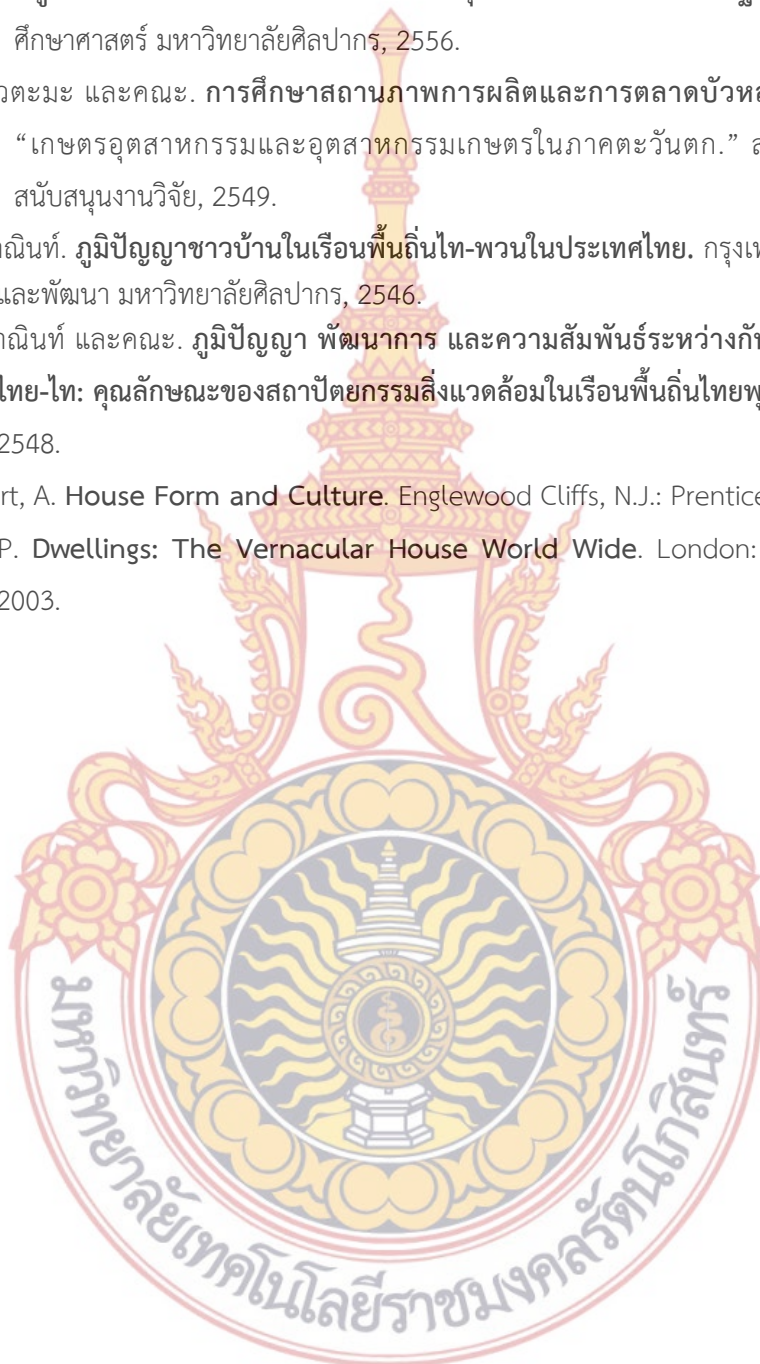 ศึกษาศาสตร์ มหาวิทยาลัยศิลปากร, 2556.
วตะมะ และคณะ. การศึกษาสถานภาพการผลิตและการตลาดบัวหล
“เกษตรอุตสาหกรรมและอุตสาหกรรมเกษตรในภาคตะวันตก.” ส
สนับสนุนงานวิจัย, 2549.
าณินท์. ภูมิปัญญาชาวบ้านในเรือนพื้นถิ่นไท-พวนในประเทศไทย. กรุงเท
และพัฒนา มหาวิทยาลัยศิลปากร, 2546.
าณินท์ และคณะ. ภูมิปัญญา พัฒนาการ และความสัมพันธ์ระหว่างกัน
ไทย-ไท: คุณลักษณะของสถาปัตยกรรมสิ่งแวดล้อมในเรือนพื้นถิ่นไทยพุ
2548.
rt, A. House Form and Culture. Englewood Cliffs, N.J.: Prentice
P. Dwellings: The Vernacular House World Wide. London:
2003.
มหาวิทยาลัยเทคโนโลยีราชมงคลรัตนโกสินทร์